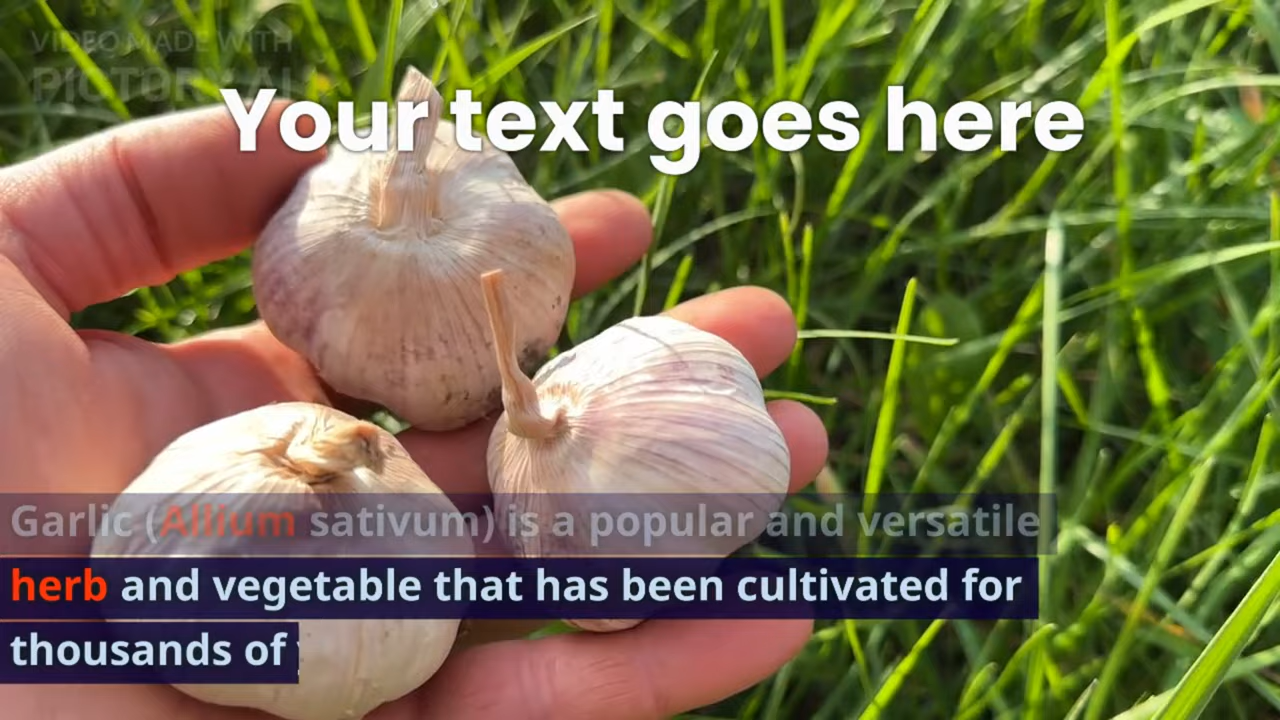 VIDEO MADE WITH
PICTORY.AI
Your text goes here
Garlic (Allium sativum) is a popular and versatile
herb and vegetable that has been cultivated for
thousands of